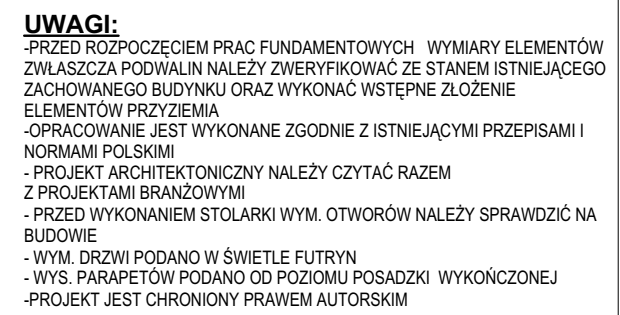 UWAGI:
-PRZED ROZPOCZĘCIEM PRAC FUNDAMENTOWYCH WYMIARY ELEMENTÓW
ZWŁASZCZA PODWALIN NALEŻY ZWERYFIKOWAĆ ZE STANEM ISTNIEJĄCEGO
ZACHOWANEGO BUDYNKU ORAZ WYKONAĆ WSTĘPNE ZŁOŻENIE
ELEMENTÓW PRZYZIEMIA
-OPRACOWANIE JEST WYKONANE ZGODNIE Z ISTNIEJĄCYMI PRZEPISAMI I
NORMAMI POLSKIMI
- PROJEKT ARCHITEKTONICZNY NALEŻY CZYTAĆ RAZEM
Z PROJEKTAMI BRANŻOWYMI
- PRZED WYKONANIEM STOLARKI WYM. OTWORÓW NALEŻY SPRAWDZIĆ NA
BUDOWIE
- WYM. DRZWI PODANO W ŚWIETLE FUTRYN
- WYS. PARAPETÓW PODANO OD POZIOMU POSADZKI WYKOŃCZONEJ
-PROJEKT JEST CHRONIONY PRAWEM AUTORSKIM